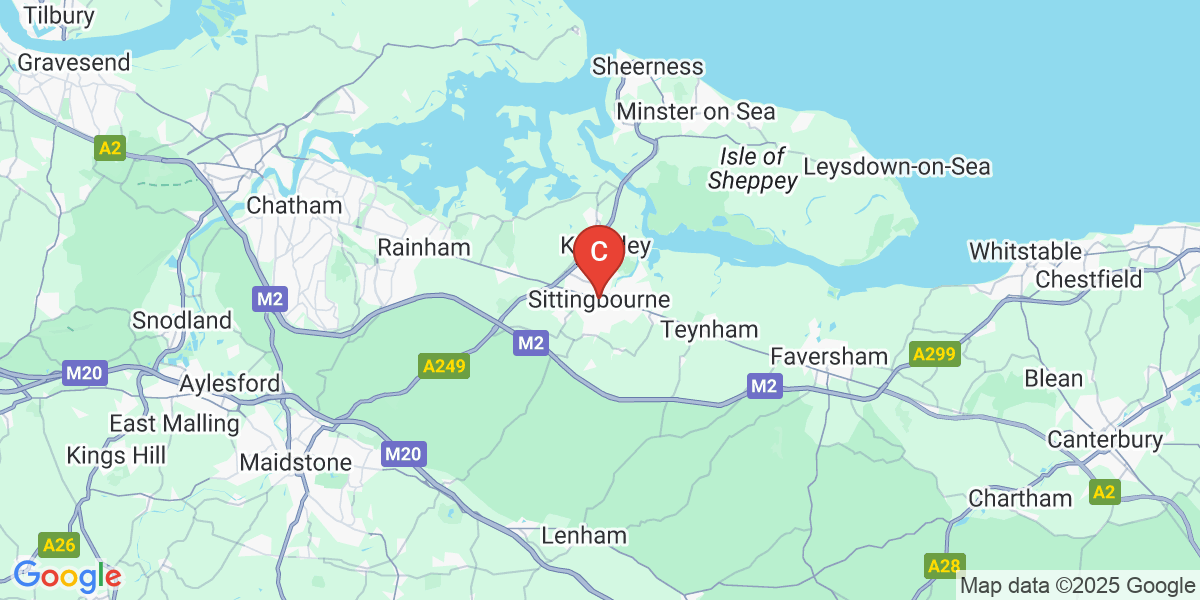 Tilbury
Gravesend
Sheerness
Minster on Sea
A2
Isle of
Sheppey
Leysdown-on-Sea
Chatham
Rainham
C
Whitstable
Chestfield
M2
Sittingbourne
Snodland
Teynham
M2
A299
Faversham
A249
M20
Aylesford
M2
Blean
East Malling
Canterbury
Kings Hill
Maidstone
M20
A2
Chartham
Lenham
A26
A28
Google
Map data ©2025 Google